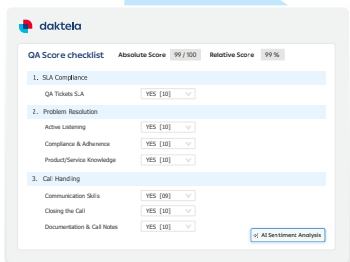 daktela
QA Score checklist Absolute Score 99 / 100 Relative Score 99 %
1. SLA Compliance
QA Tickets SLA YES [10]
2. Problem Resolution
Active Listening YES [10]
Compliance & Adherence YES [10]
Product/Service Knowledge YES [10]
3. Call Handling
Communication Skills YES [09]
Closing the Call YES [10]
Documentation & Call Notes YES [10]
AI Sentiment Analysis